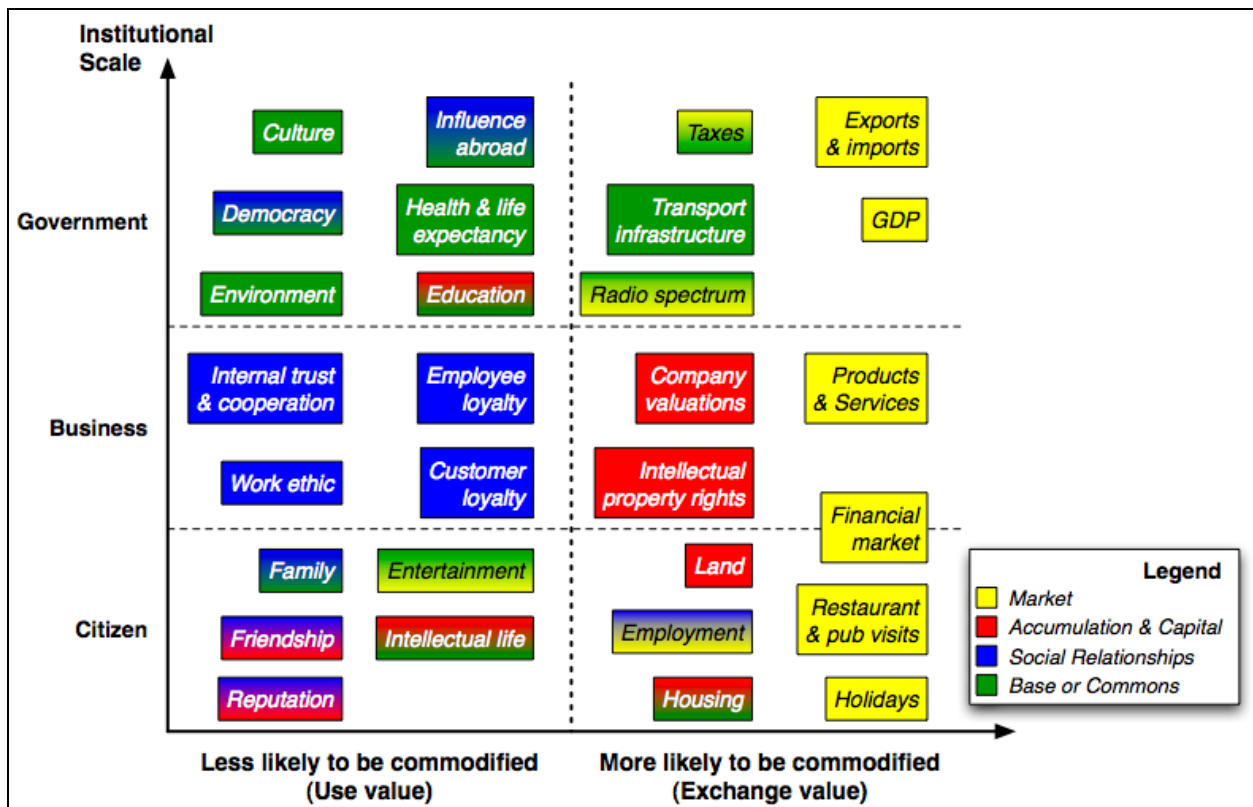 Institutional
Scale
Culture
Influence
abroad
Taxes
Exports
& imports
Government
Democracy
Health & life
expectancy
Transport
infrastructure
GDP
Environment
Education
Radio spectrum
Business
Internal trust
& cooperation
Employee
loyalty
Company
valuations
Products
& Services
Work ethic
Customer
loyalty
Intellectual
property rights
Financial
market
Citizen
Family
Entertainment
Land
Friendship
Intellectual life
Employment
Restaurant
& pub visits
Reputation
Housing
Holidays
Legend
Market
Accumulation & Capital
Social Relationships
Base or Commons
Less likely to be commodified
(Use value)
More likely to be commodified
(Exchange value)